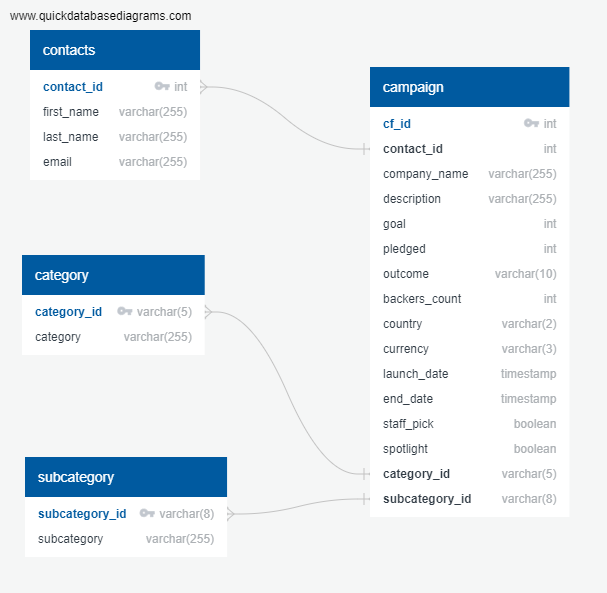 www.quickdatabasediagrams.com
contacts
contact_id int
first_name varchar(255)
last_name varchar(255)
email varchar(255)
campaign
cf_id int
contact_id int
company_name varchar(255)
description varchar(255)
goal int
pledged int
outcome varchar(10)
backers_count int
country varchar(2)
currency varchar(3)
launch_date timestamp
end_date timestamp
staff_pick boolean
spotlight boolean
category_id varchar(5)
subcategory_id varchar(8)
category
category_id varchar(5)
category varchar(255)
subcategory
subcategory_id varchar(8)
subcategory varchar(255)